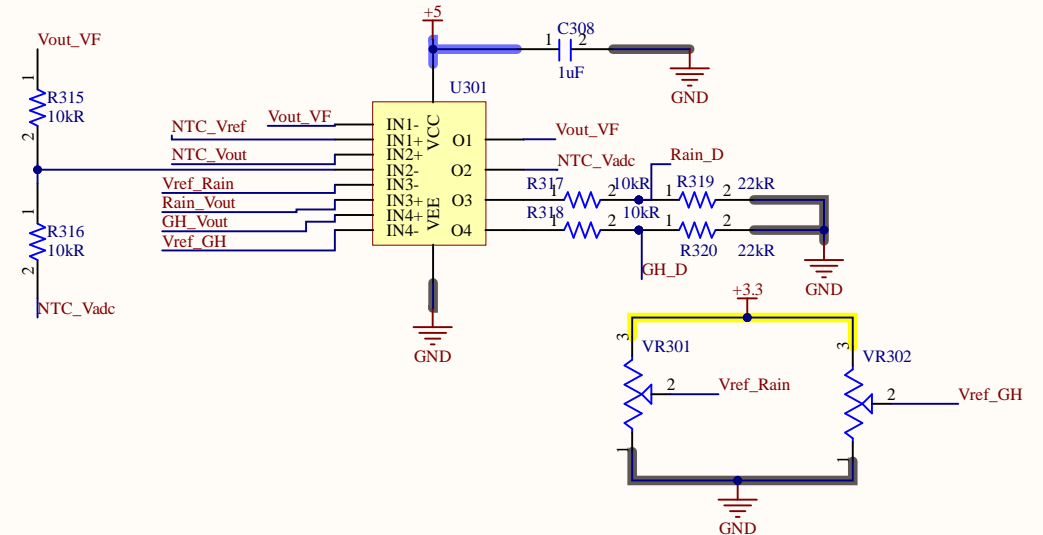 +5
C308
1 2
1uF
GND
Vout_VF
1
R315
10kR
2
1
R316
10kR
2
NTC_Vadc
U301
Vout_VF
NTC_Vref
NTC_Vout
Vref_Rain
Rain_Vout
GH_Vout
Vref_GH
IN1-
IN1+
IN2+
IN2-
IN3-
IN3+
IN4+
IN4-
VCC
VEE
O1
O2
O3
O4
GND
Vout_VF
NTC_Vadc
Rain_D
R317 10kR R319 22kR
1 2 1 2
R318 10kR
1 2 1 2
R320 22kR
GH_D
GND
+3.3
3
VR301
2
Vref_Rain
1
3
VR302
2
Vref_GH
1
GND